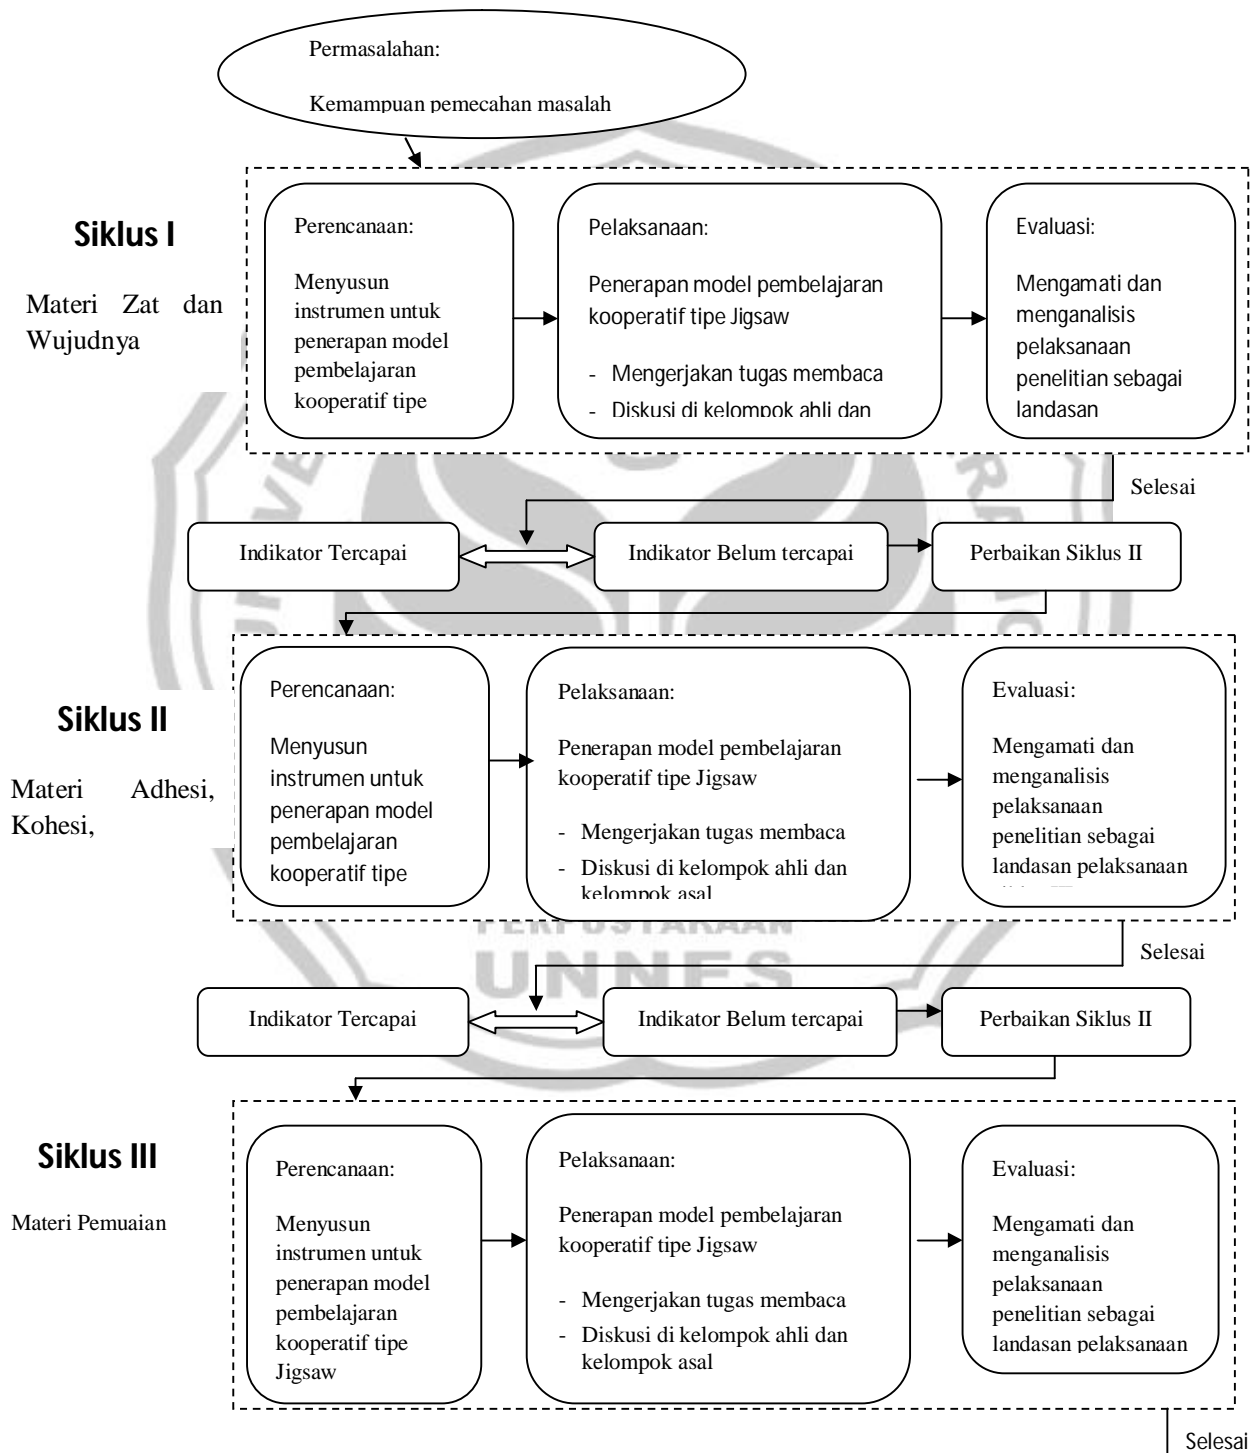 Permasalahan:
Kemampuan pemecahan masalah
Siklus I
Materi Zat dan
Wujudnya
Perencanaan:
Menyusun
instrumen untuk
penerapan model
pembelajaran
kooperatif tipe
Pelaksanaan:
Penerapan model pembelajaran
kooperatif tipe Jigsaw
- Mengerjakan tugas membaca
- Diskusi di kelompok ahli dan
Evaluasi:
Mengamati dan
menganalisis
pelaksanaan
penelitian sebagai
landasan
Selesai
Indikator Tercapai
Indikator Belum tercapai
Perbaikan Siklus II
Siklus II
Materi Adhesi,
Kohesi,
Perencanaan:
Menyusun
instrumen untuk
penerapan model
pembelajaran
kooperatif tipe
Pelaksanaan:
Penerapan model pembelajaran
kooperatif tipe Jigsaw
- Mengerjakan tugas membaca
- Diskusi di kelompok ahli dan
kelompok asal
Evaluasi:
Mengamati dan
menganalisis
pelaksanaan
penelitian sebagai
landasan pelaksanaan
PERPUSTAKAAN
UNNES
Selesai
Indikator Tercapai
Indikator Belum tercapai
Perbaikan Siklus II
Siklus III
Materi Pemuaian
Perencanaan:
Menyusun
instrumen untuk
penerapan model
pembelajaran
kooperatif tipe
Jigsaw
Pelaksanaan:
Penerapan model pembelajaran
kooperatif tipe Jigsaw
- Mengerjakan tugas membaca
- Diskusi di kelompok ahli dan
kelompok asal
Evaluasi:
Mengamati dan
menganalisis
pelaksanaan
penelitian sebagai
landasan pelaksanaan
Selesai